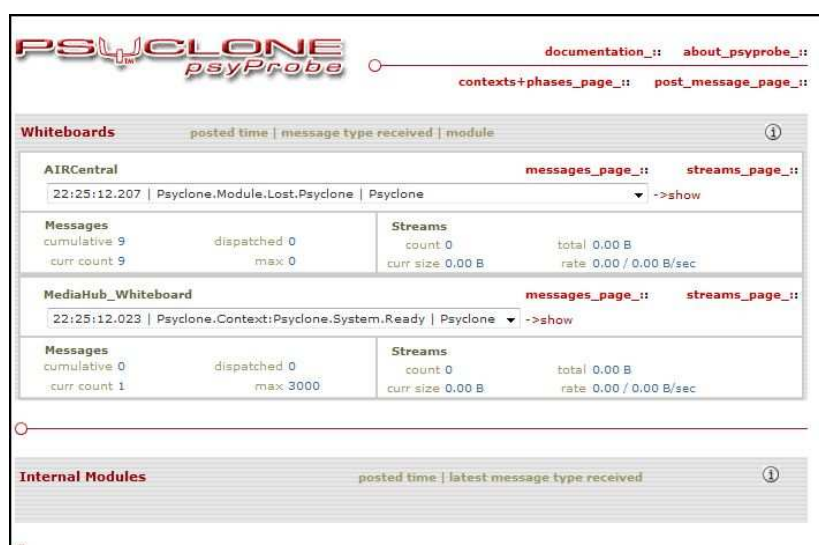 PSYCLONE
TM
psyProbe
documentation_:: about_psyprobe_::
contexts+phases_page_:: post_message_page_::
Whiteboards posted time | message type received | module
AIRCentral messages_page_:: streams_page_::
22:25:12.207 | Psyclone.Module.Lost.Psyclone | Psyclone ->show
Messages Streams
cumulative 9 dispatched 0 count 0 total 0.00 B
curr count 9 max 0 curr size 0.00 B rate 0.00 / 0.00 B/sec
MediaHub_Whiteboard messages_page_:: streams_page_::
22:25:12.023 | Psyclone.Context:Psyclone.System.Ready | Psyclone ->show
Messages Streams
cumulative 0 dispatched 0 count 0 total 0.00 B
curr count 1 max 3000 curr size 0.00 B rate 0.00 / 0.00 B/sec
Internal Modules posted time | latest message type received